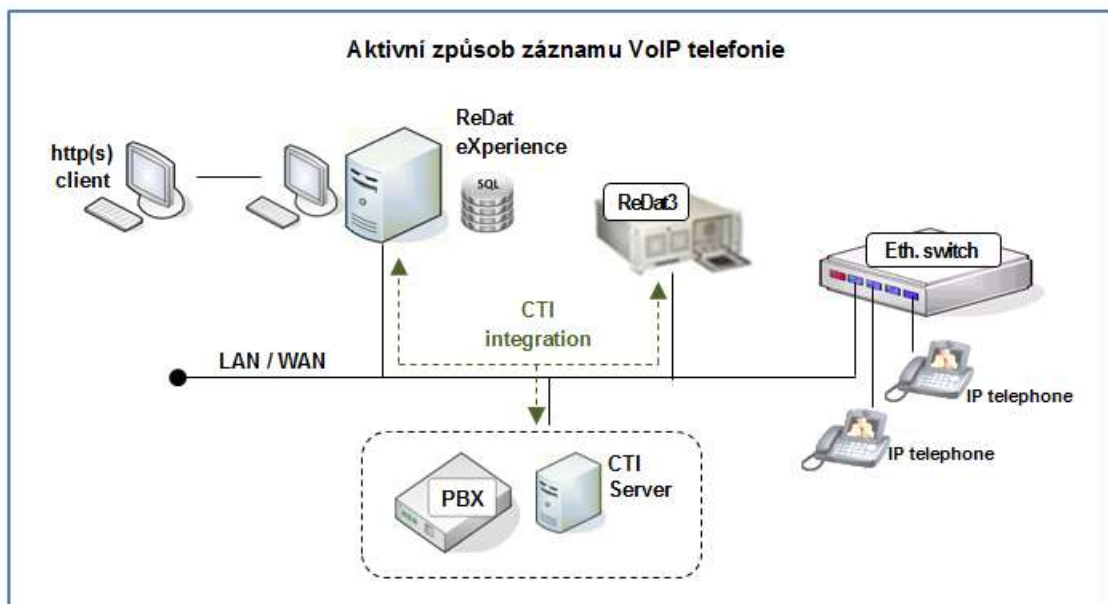 Aktivní způsob záznamu VoIP telefonie
http(s)
client
ReDat
eXperience
SQL
ReDat3
Eth. switch
CTI
integration
LAN / WAN
IP telephone
IP telephone
PBX
CTI
Server